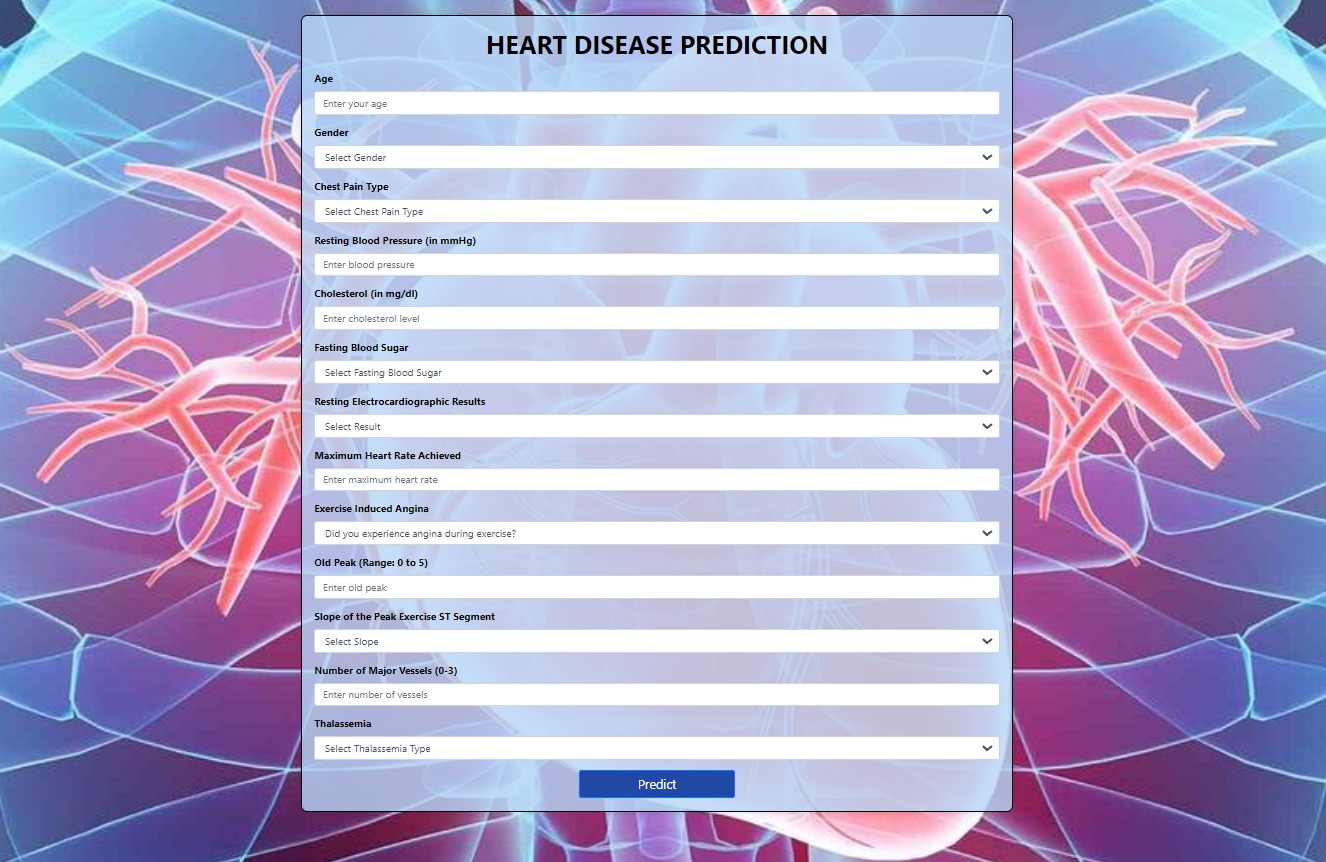 HEART DISEASE PREDICTION
Age
Enter your age
Gender
Select Gender
Chest Pain Type
Select Chest Pain Type
Resting Blood Pressure (in mmHg)
Enter blood pressure
Cholesterol (in mg/dl)
Enter cholesterol level
Fasting Blood Sugar
Select Fasting Blood Sugar
Resting Electrocardiographic Results
Select Result
Maximum Heart Rate Achieved
Enter maximum heart rate
Exercise Induced Angina
Did you experience angina during exercise?
Old Peak (Range: 0 to 5)
Enter old peak
Slope of the Peak Exercise ST Segment
Select Slope
Number of Major Vessels (0-3)
Enter number of vessels
Thalassemia
Select Thalassemia Type
Predict